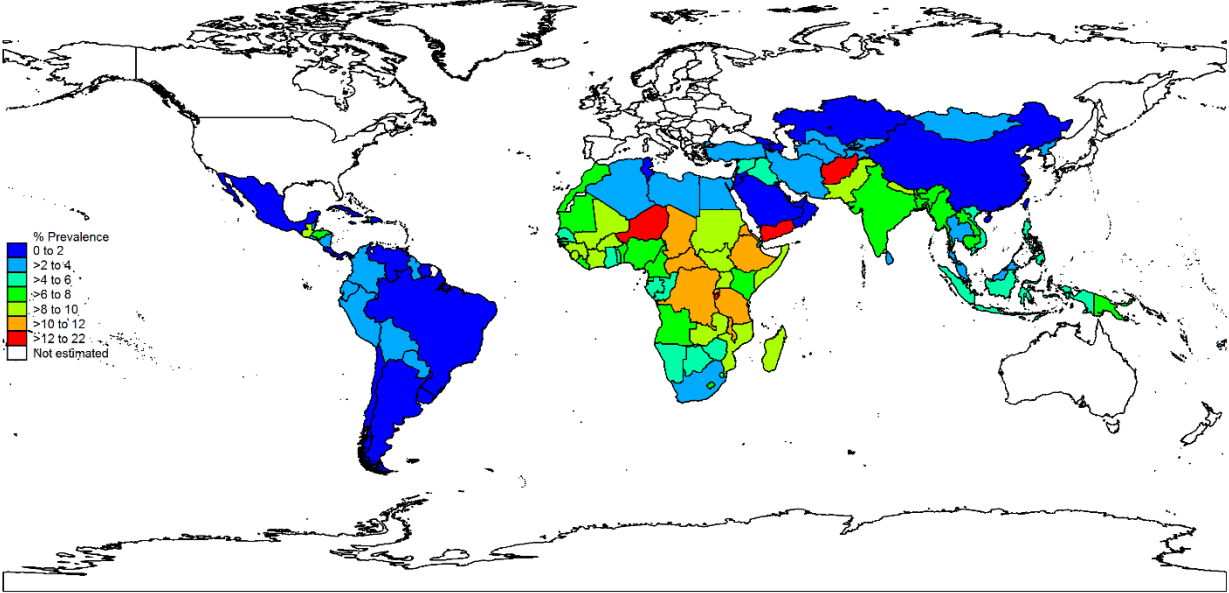 % Prevalence
0 to 2
>2 to 4
>4 to 6
>6 to 8
>8 to 10
>10 to 12
>12 to 22
Not estimated